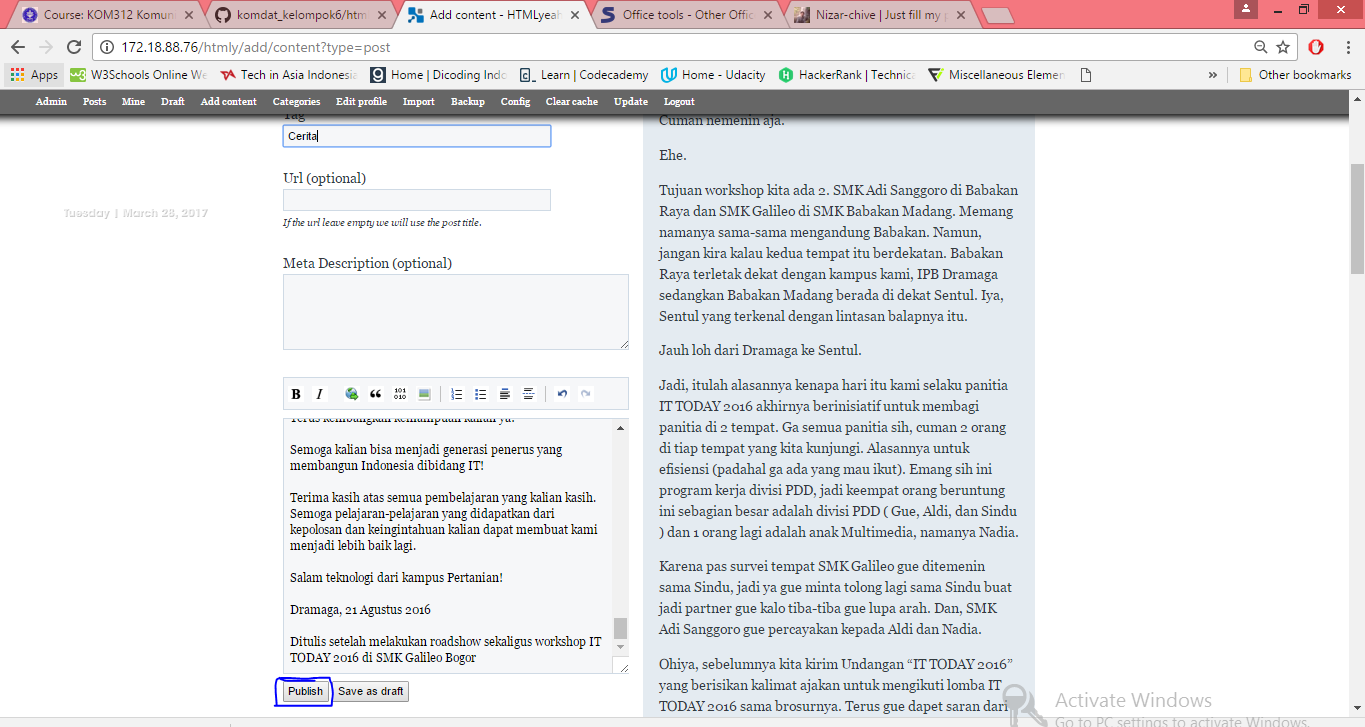 Course: KOM312 Komun
komdat_kelompok6/htm
Add content - HTMLyeah
Office tools - Other Offic
Nizar-chive | Just fill my p
172.18.88.76/htmly/add/content?type=post
Apps
W3Schools Online We
Tech in Asia Indonesia
Home | Dicoding Indo
Learn | Codecademy
Home - Udacity
HackerRank | Technica
Miscellaneous Elemen
»
Other bookmarks
Admin Posts Mine Draft Add content Categories Edit profile Import Backup Config Clear cache Update Logout
Tuesday | March 28, 2017
Tag
Cerita
Url (optional)
If the url leave empty we will use the post title.
Meta Description (optional)
B I
Terus kembangkan kemampuan kalian ya.
Semoga kalian bisa menjadi generasi penerus yang
membangun Indonesia dibidang IT!
Terima kasih atas semua pembelajaran yang kalian kasih.
Semoga pelajaran-pelajaran yang didapatkan dari
kepolosan dan keingintahuan kalian dapat membuat kami
menjadi lebih baik lagi.
Salam teknologi dari kampus Pertanian!
Dramaga, 21 Agustus 2016
Ditulis setelah melakukan roadshow sekaligus workshop IT
TODAY 2016 di SMK Galileo Bogor
Publish
Save as draft
Cuman nemenin aja.
Ehe.
Tujuan workshop kita ada 2. SMK Adi Sanggoro di Babakan
Raya dan SMK Galileo di SMK Babakan Madang. Memang
namanya sama-sama mengandung Babakan. Namun,
jangan kira kalau kedua tempat itu berdekatan. Babakan
Raya terletak dekat dengan kampus kami, IPB Dramaga
sedangkan Babakan Madang berada di dekat Sentul. Iya,
Sentul yang terkenal dengan lintasan balapnya itu.
Jauh loh dari Dramaga ke Sentul.
Jadi, itulah alasannya kenapa hari itu kami selaku panitia
IT TODAY 2016 akhirnya berinisiatif untuk membagi
panitia di 2 tempat. Ga semua panitia sih, cuman 2 orang
di tiap tempat yang kita kunjungi. Alasannya untuk
efisiensi (padahal ga ada yang mau ikut). Emang sih ini
program kerja divisi PDD, jadi keempat orang beruntung
ini sebagian besar adalah divisi PDD ( Gue, Aldi, dan Sindu
) dan 1 orang lagi adalah anak Multimedia, namanya Nadia.
Karena pas survei tempat SMK Galileo gue ditemenin
sama Sindu, jadi ya gue minta tolong lagi sama Sindu buat
jadi partner gue kalo tiba-tiba gue lupa arah. Dan, SMK
Adi Sanggoro gue percayakan kepada Aldi dan Nadia.
Ohiya, sebelumnya kita kirim Undangan “IT TODAY 2016”
yang berisikan kalimat ajakan untuk mengikuti lomba IT
TODAY 2016 sama brosurnya. Terus gue dapet saran dari
Activate Windows
Go to PC settings to activate Windows.